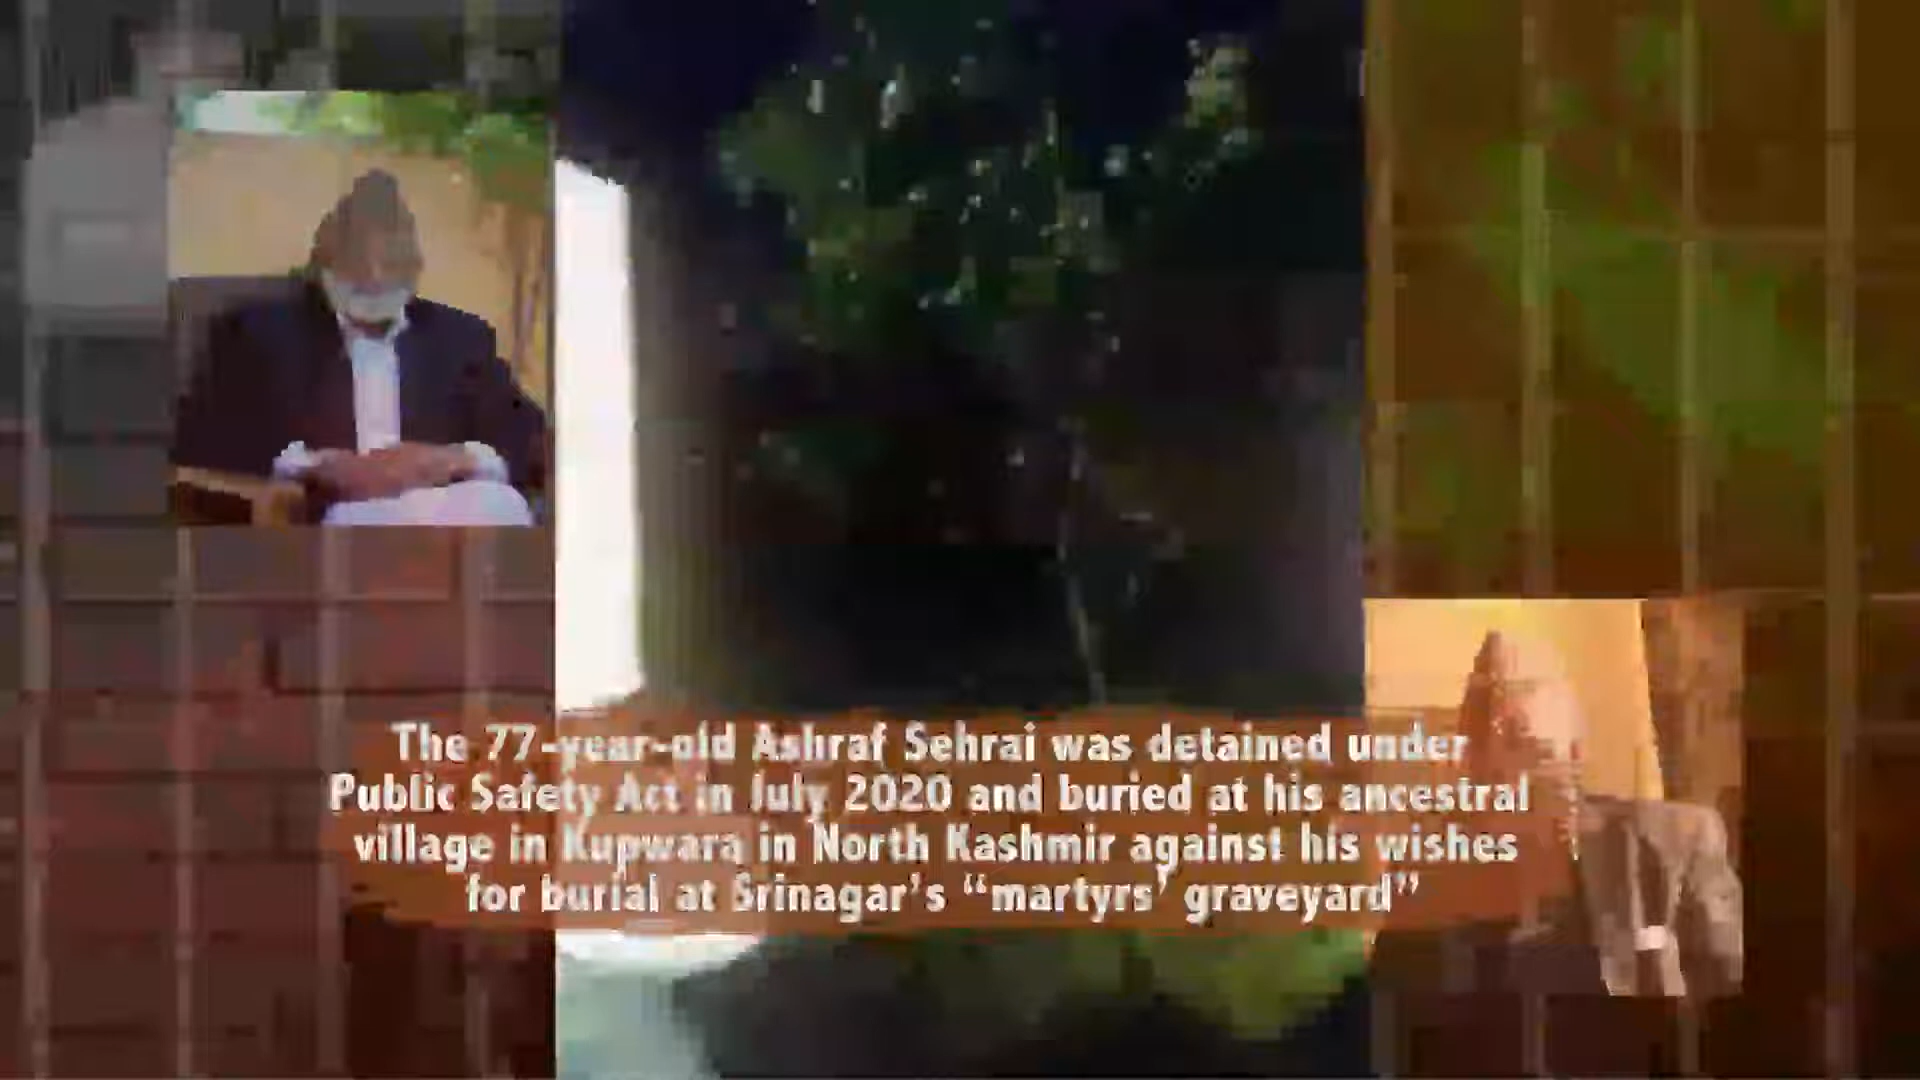 The 77-year-old Ashraf Sehrai was detained under
Public Safety Act in July 2020 and buried at his ancestral
village in Kupwara in North Kashmir against his wishes
for burial at Srinagar's “martyrs’ graveyard”